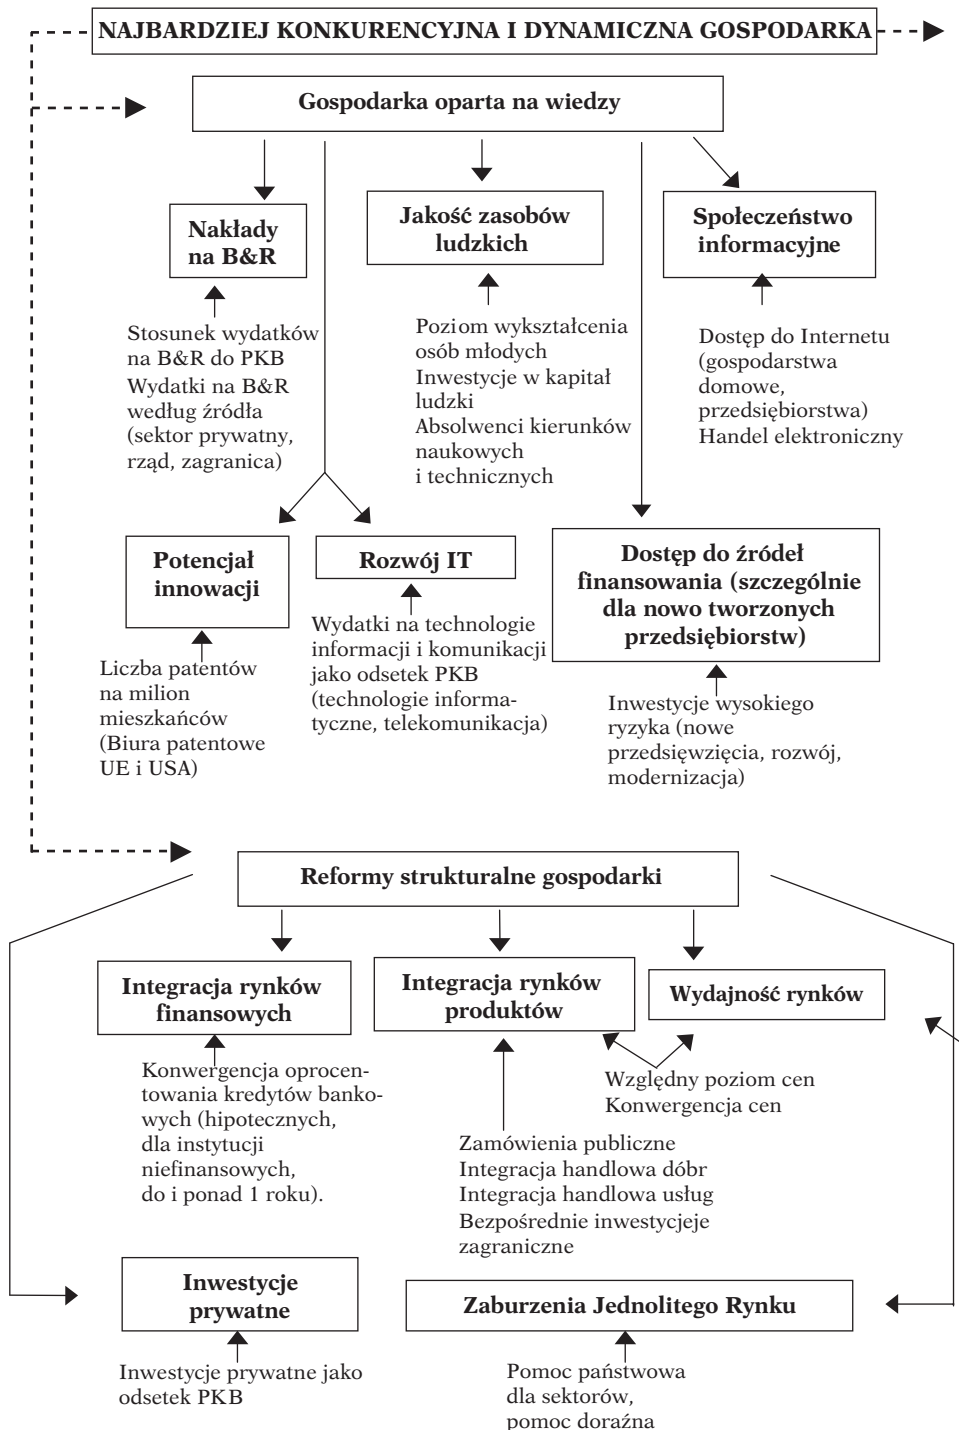 NAJBARDZIEJ KONKURENCYJNA I DYNAMICZNA GOSPODARKA
Gospodarka oparta na wiedzy
Nakłady
na B&R
Jakość zasobów
ludzkich
Społeczeństwo
informacyjne
Stosunek wydatków
na B&R do PKB
Wydatki na B&R
według źródła
(sektor prywatny,
rząd, zagranica)
Poziom wykształcenia
osób młodych
Inwestycje w kapitał
ludzki
Absolwenci kierunków
naukowych
i technicznych
Dostęp do Internetu
(gospodarstwa
domowe,
przedsiębiorstwa)
Handel elektroniczny
Potencjał
innowacji
Rozwój IT
Dostęp do źródeł
finansowania (szczególnie
dla nowo tworzonych
przedsiębiorstw)
Liczba patentów
na milion
mieszkańców
(Biura patentowe
UE i USA)
Wydatki na technologie
informacji i komunikacji
jako odsetek PKB
(technologie informa-
tyczne, telekomunikacja)
Inwestycje wysokiego
ryzyka (nowe
przedsięwzięcia, rozwój,
modernizacja)
Reformy strukturalne gospodarki
Integracja rynków
finansowych
Integracja rynków
produktów
Wydajność rynków
Konwergencja oprocen-
towania kredytów banko-
wych (hipotecznych,
dla instytucji
niefinansowych,
do i ponad 1 roku).
Względny poziom cen
Konwergencja cen
Zamówienia publiczne
Integracja handlowa dóbr
Integracja handlowa usług
Bezpośrednie inwestycjeje
zagraniczne
Inwestycje
prywatne
Zaburzenia Jednolitego Rynku
Inwestycje prywatne jako
odsetek PKB
Pomoc państwowa
dla sektorów,
pomoc doraźna